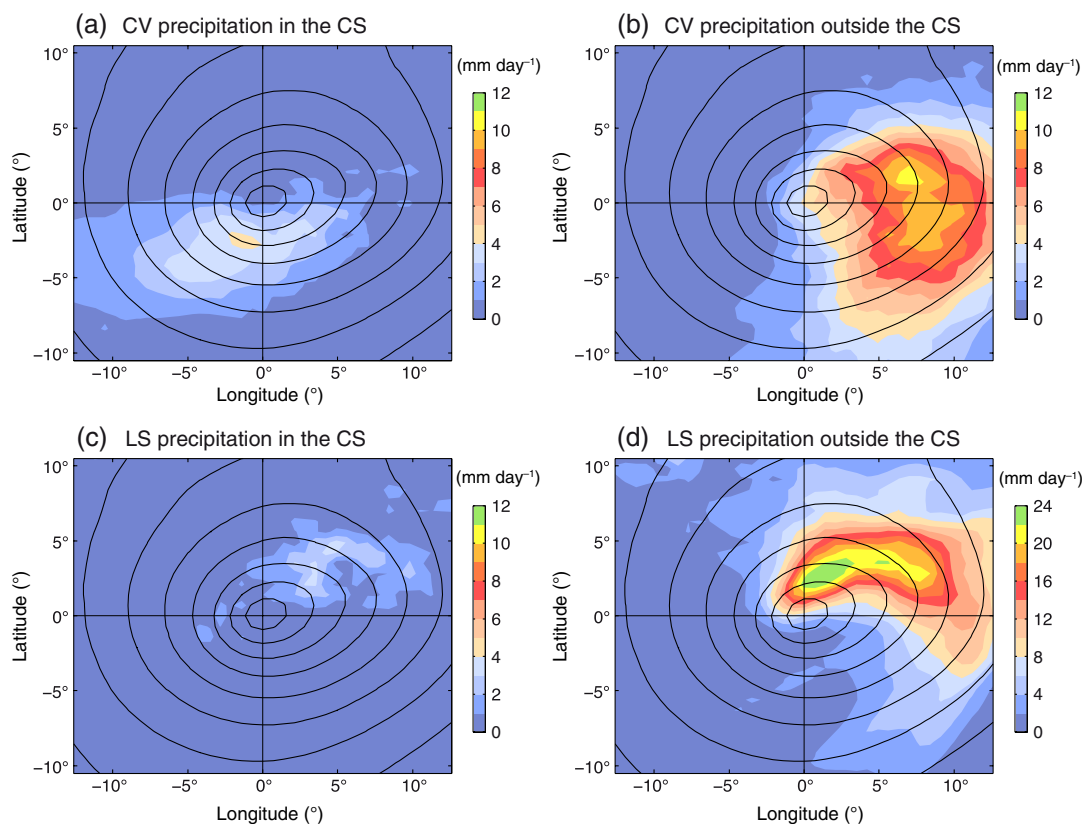 (a) CV precipitation in the CS
(b) CV precipitation outside the CS
(mm day⁻¹)
(mm day⁻¹)
10°
5°
0°
−5°
−10°
Latitude (°)
−10° −5° 0° 5° 10°
Longitude (°)
12
10
8
6
4
2
0
10°
5°
0°
−5°
−10°
Latitude (°)
−10° −5° 0° 5° 10°
Longitude (°)
12
10
8
6
4
2
0
(c) LS precipitation in the CS
(d) LS precipitation outside the CS
(mm day⁻¹)
(mm day⁻¹)
10°
5°
0°
−5°
−10°
Latitude (°)
−10° −5° 0° 5° 10°
Longitude (°)
12
10
8
6
4
2
0
10°
5°
0°
−5°
−10°
Latitude (°)
−10° −5° 0° 5° 10°
Longitude (°)
24
20
16
12
8
4
0